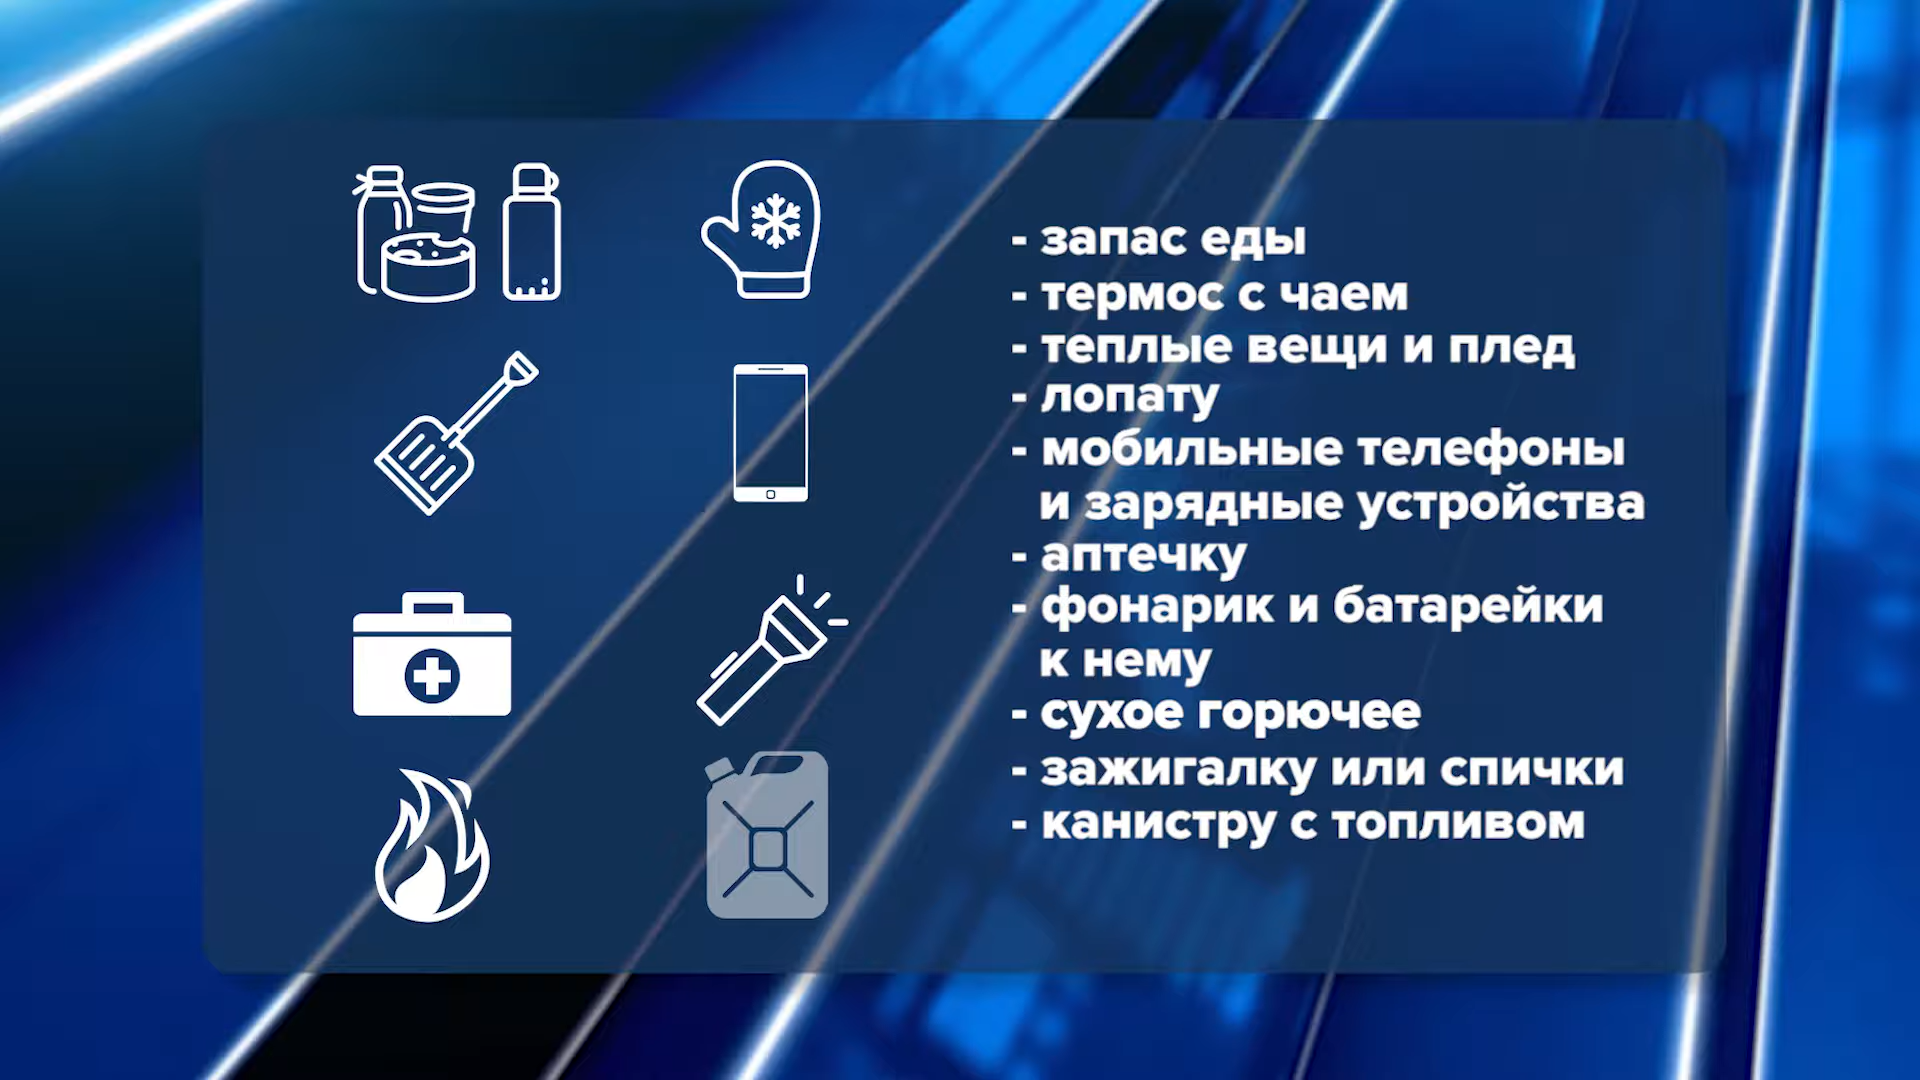 - запас еды
- термос с чаем
- теплые вещи и плед
- лопату
- мобильные телефоны
и зарядные устройства
- аптечку
- фонарик и батарейки
к нему
- сухое горючее
- зажигалку или спички
- канистру с топливом